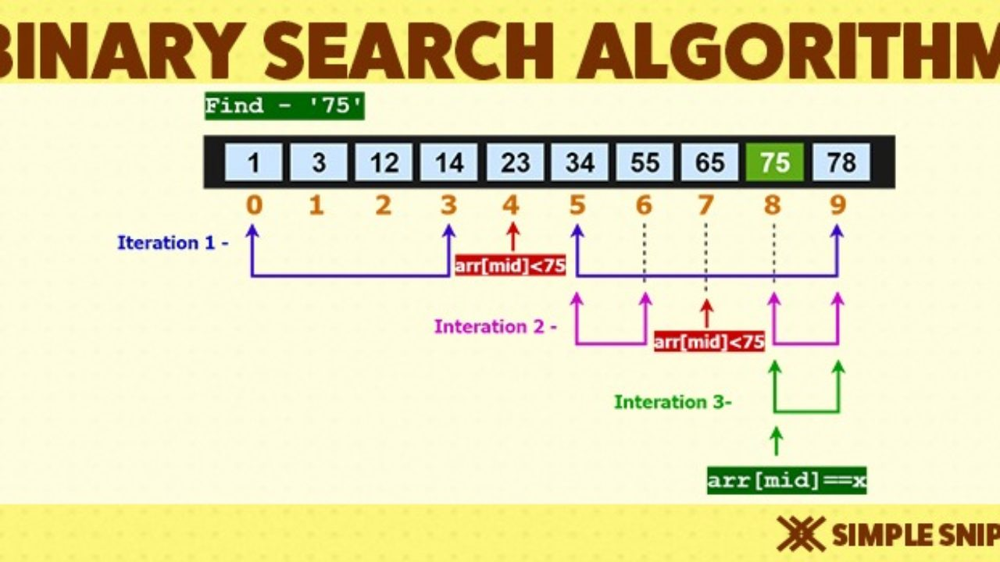 BINARY SEARCH ALGORITHM
Find - '75'
1 3 12 14 23 34 55 65 75 78
0 1 2 3 4 5 6 7 8 9
Iteration 1 -
arr[mid]<75
Interation 2 -
arr[mid]<75
Interation 3-
arr[mid]==x
SIMPLE SNIP